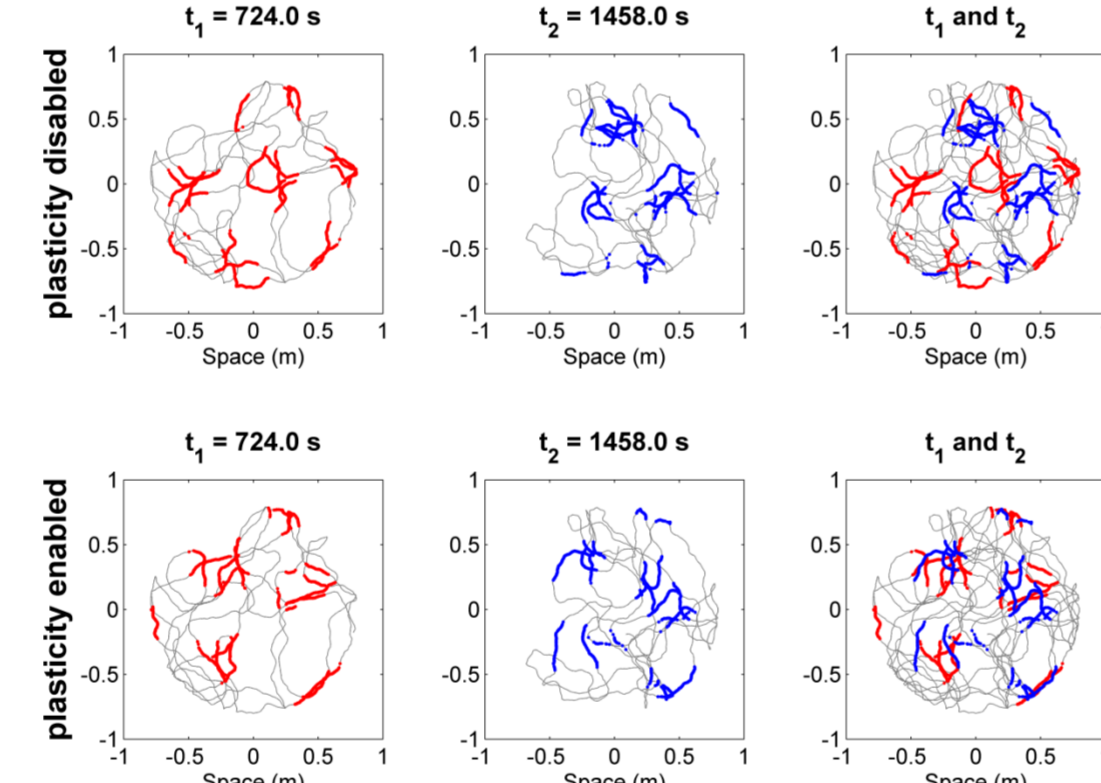 t1 = 724.0 s
t2 = 1458.0 s
t1 and t2
plasticity disabled
1
0.5
0
-0.5
-1
-1 -0.5 0 0.5 1
Space (m)
1
0.5
0
-0.5
-1
-1 -0.5 0 0.5 1
Space (m)
1
0.5
0
-0.5
-1
-1 -0.5 0 0.5
Space (m)
t1 = 724.0 s
t2 = 1458.0 s
t1 and t2
plasticity enabled
1
0.5
0
-0.5
-1
-1 -0.5 0 0.5 1
Space (m)
1
0.5
0
-0.5
-1
-1 -0.5 0 0.5 1
Space (m)
1
0.5
0
-0.5
-1
-1 -0.5 0 0.5
Space (m)